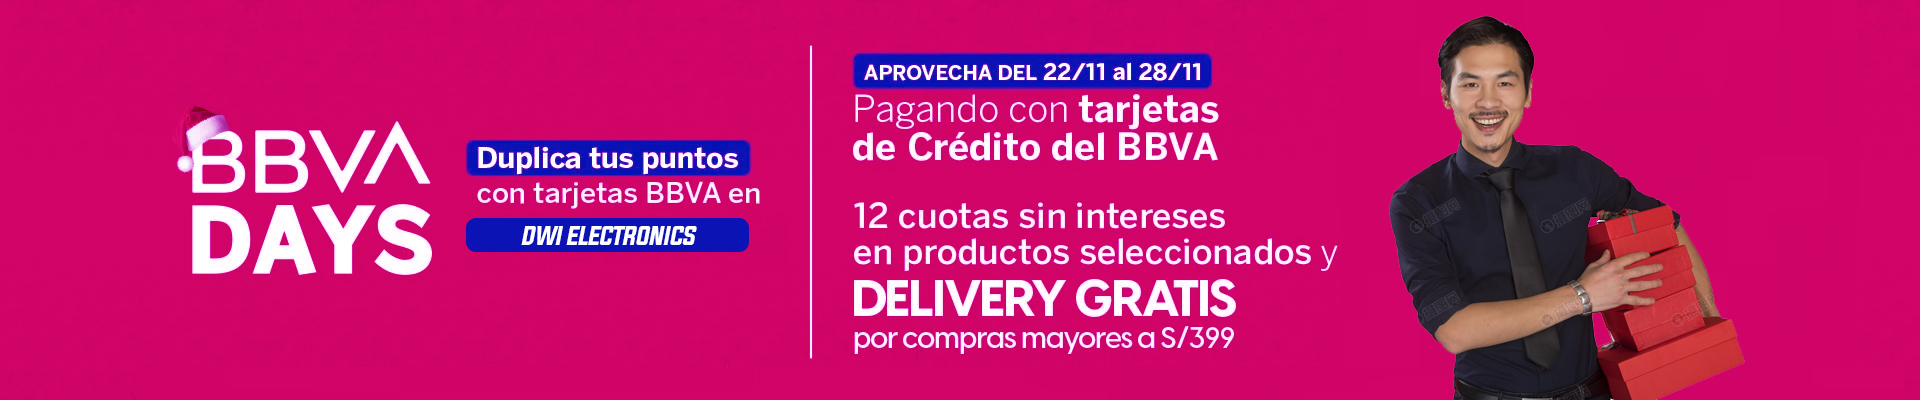 BBVA
DAYS
Duplica tus puntos
con tarjetas BBVA en
DWI ELECTRONICS
APROVECHA DEL 22/11 al 28/11
Pagando con tarjetas
de Crédito del BBVA
12 cuotas sin intereses
en productos seleccionados y
DELIVERY GRATIS
por compras mayores a S/399